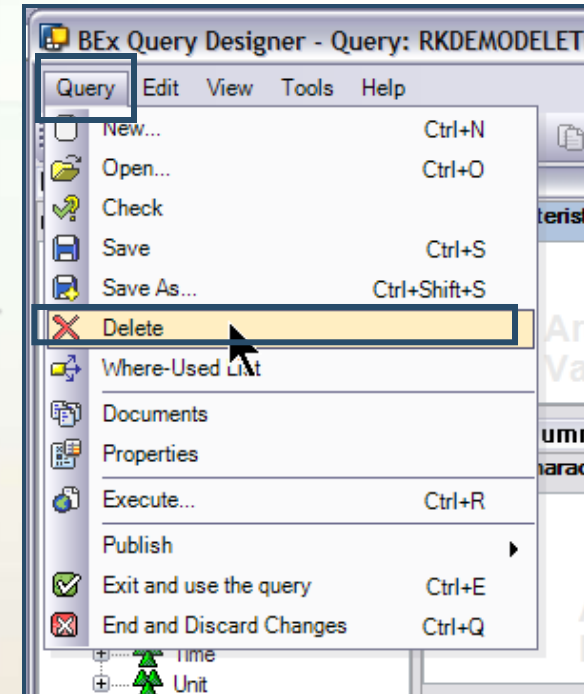 BEx Query Designer - Query: RKDEMODELET
Query Edit View Tools Help
New... Ctrl+N
Open... Ctrl+O
Check
Save Ctrl+S
Save As... Ctrl+Shift+S
Delete
Where-Used List
Documents
Properties
Execute... Ctrl+R
Publish
Exit and use the query Ctrl+E
End and Discard Changes Ctrl+Q
Time
Unit